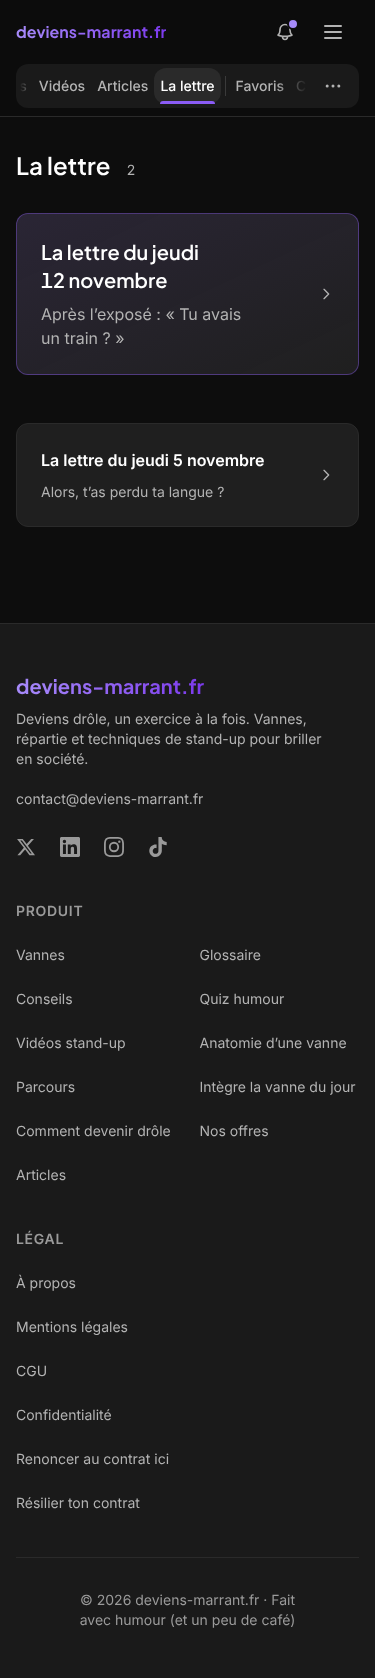 deviens-marrant.fr
Vidéos Articles La lettre Favoris
La lettre 2
La lettre du jeudi
12 novembre
Après l’exposé : « Tu avais
un train ? »
La lettre du jeudi 5 novembre
Alors, t’as perdu ta langue ?
deviens-marrant.fr
Deviens drôle, un exercice à la fois. Vannes,
répartie et techniques de stand-up pour briller
en société.
contact@deviens-marrant.fr
PRODUIT
Vannes
Glossaire
Conseils
Quiz humour
Vidéos stand-up
Anatomie d’une vanne
Parcours
Intègre la vanne du jour
Comment devenir drôle
Nos offres
Articles
LÉGAL
À propos
Mentions légales
CGU
Confidentialité
Renoncer au contrat ici
Résilier ton contrat
© 2026 deviens-marrant.fr · Fait
avec humour (et un peu de café)